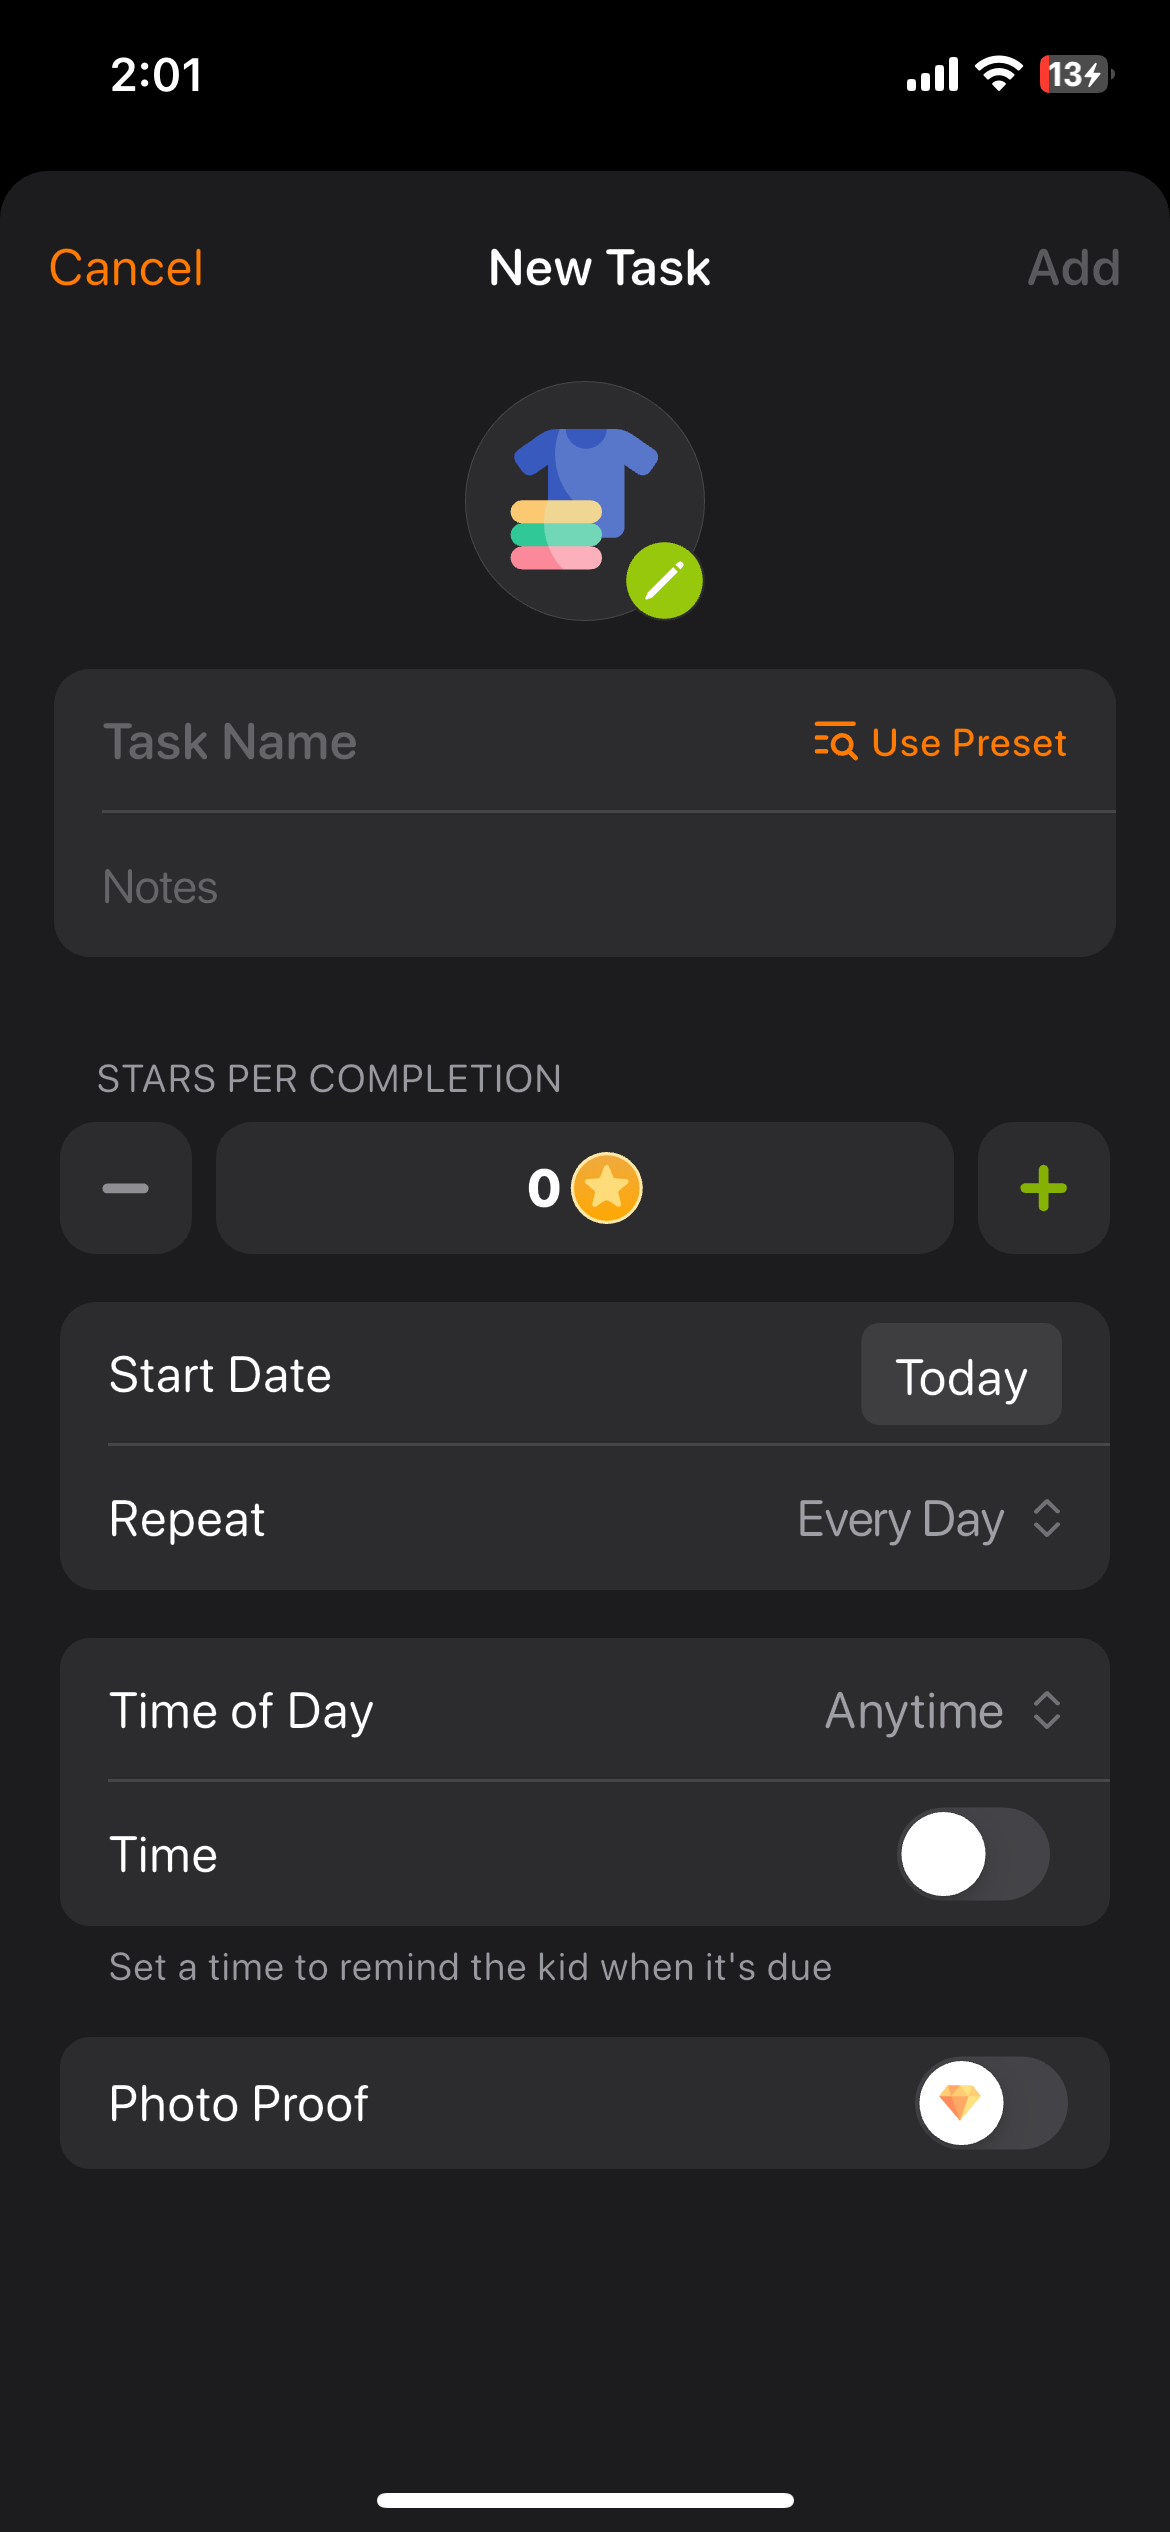 2:01
13
Cancel
New Task
Add
Task Name
Use Preset
Notes
STARS PER COMPLETION
0
Start Date
Today
Repeat
Every Day
Time of Day
Anytime
Time
Set a time to remind the kid when it's due
Photo Proof